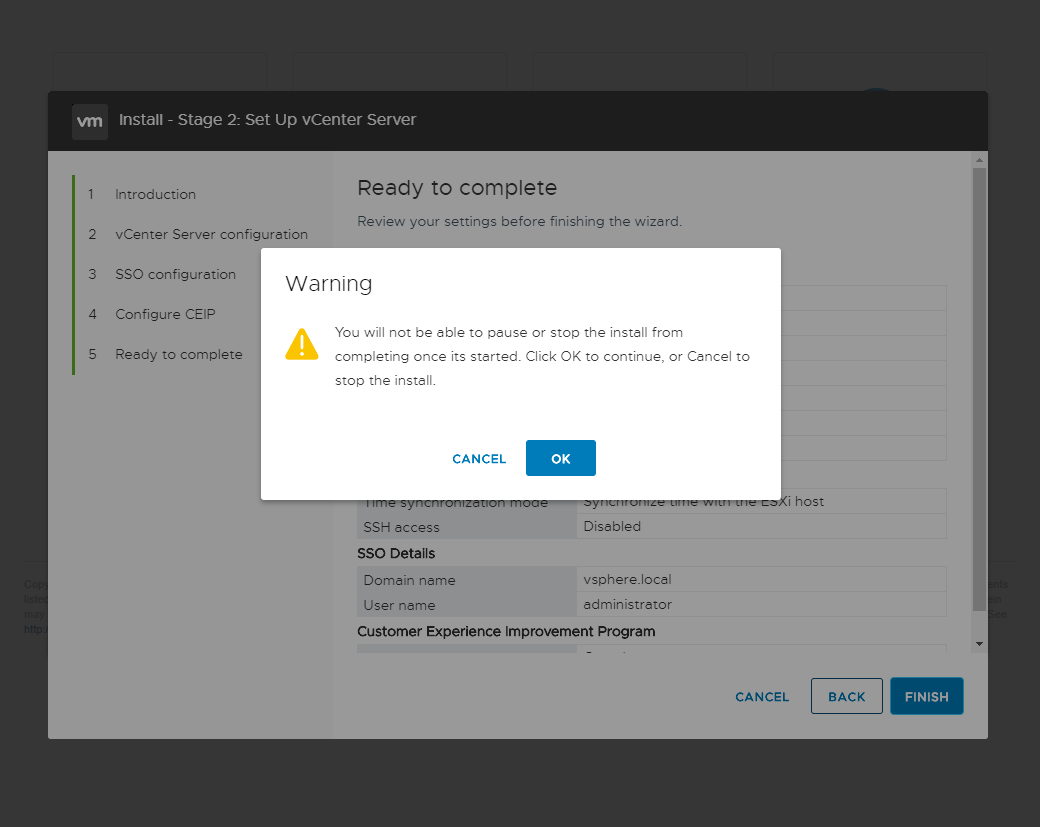 vm Install - Stage 2: Set Up vCenter Server
1 Introduction
2 vCenter Server configuration
3 SSO configuration
4 Configure CEIP
5 Ready to complete
Ready to complete
Review your settings before finishing the wizard.
Warning
You will not be able to pause or stop the install from
completing once its started. Click OK to continue, or Cancel to
stop the install.
CANCEL OK
Time synchronization mode Synchronize time with the ESXi host
SSH access Disabled
SSO Details
Domain name vsphere.local
User name administrator
Customer Experience Improvement Program
CANCEL BACK FINISH
listed
may See